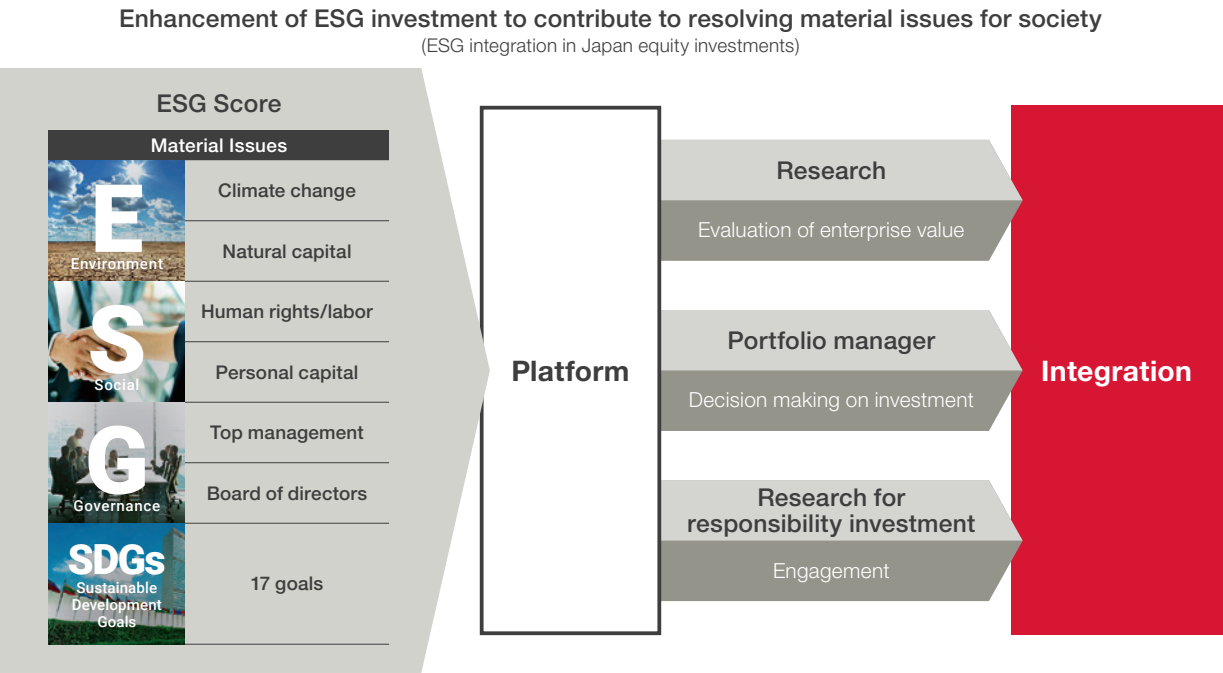 Enhancement of ESG investment to contribute to resolving material issues for society
(ESG integration in Japan equity investments)
ESG Score
Material Issues
E
Environment
Climate change
Natural capital
S
Social
Human rights/labor
Personal capital
G
Governance
Top management
Board of directors
SDGs
Sustainable
Development
Goals
17 goals
Platform
Research
Evaluation of enterprise value
Portfolio manager
Decision making on investment
Research for
responsibility investment
Engagement
Integration